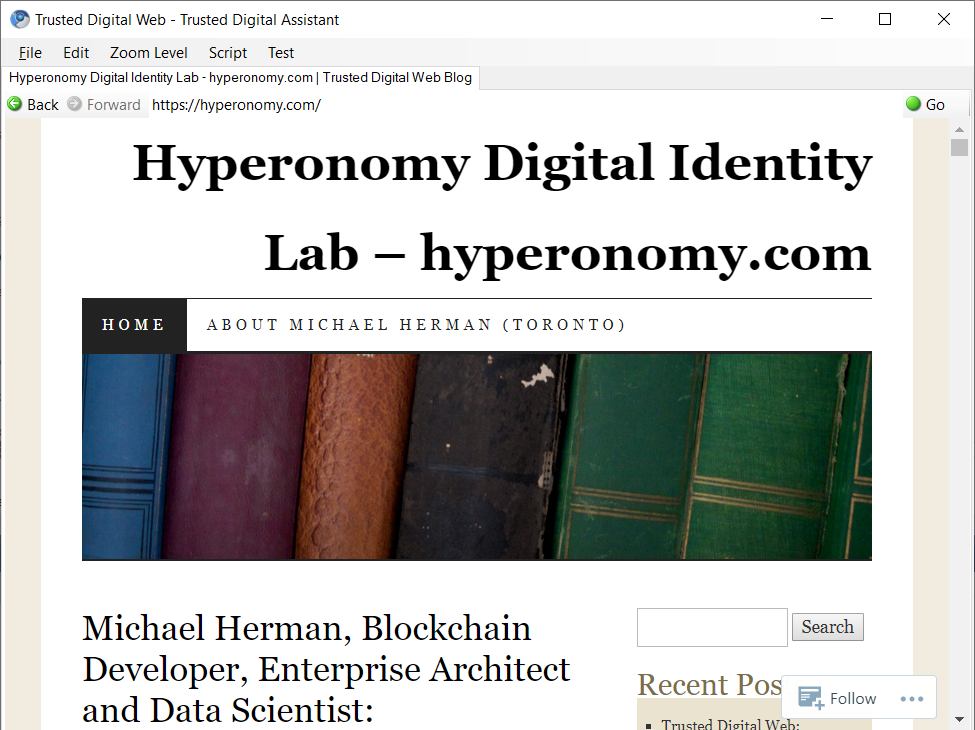 Trusted Digital Web - Trusted Digital Assistant
File Edit Zoom Level Script Test
Hyperonomy Digital Identity Lab - hyperonomy.com | Trusted Digital Web Blog
Back Forward https://hyperonomy.com/ Go
Hyperonomy Digital Identity
Lab – hyperonomy.com
HOME ABOUT MICHAEL HERMAN (TORONTO)
Michael Herman, Blockchain
Developer, Enterprise Architect
and Data Scientist:
Search
Recent Pos
Follow
Trusted Digital Web: